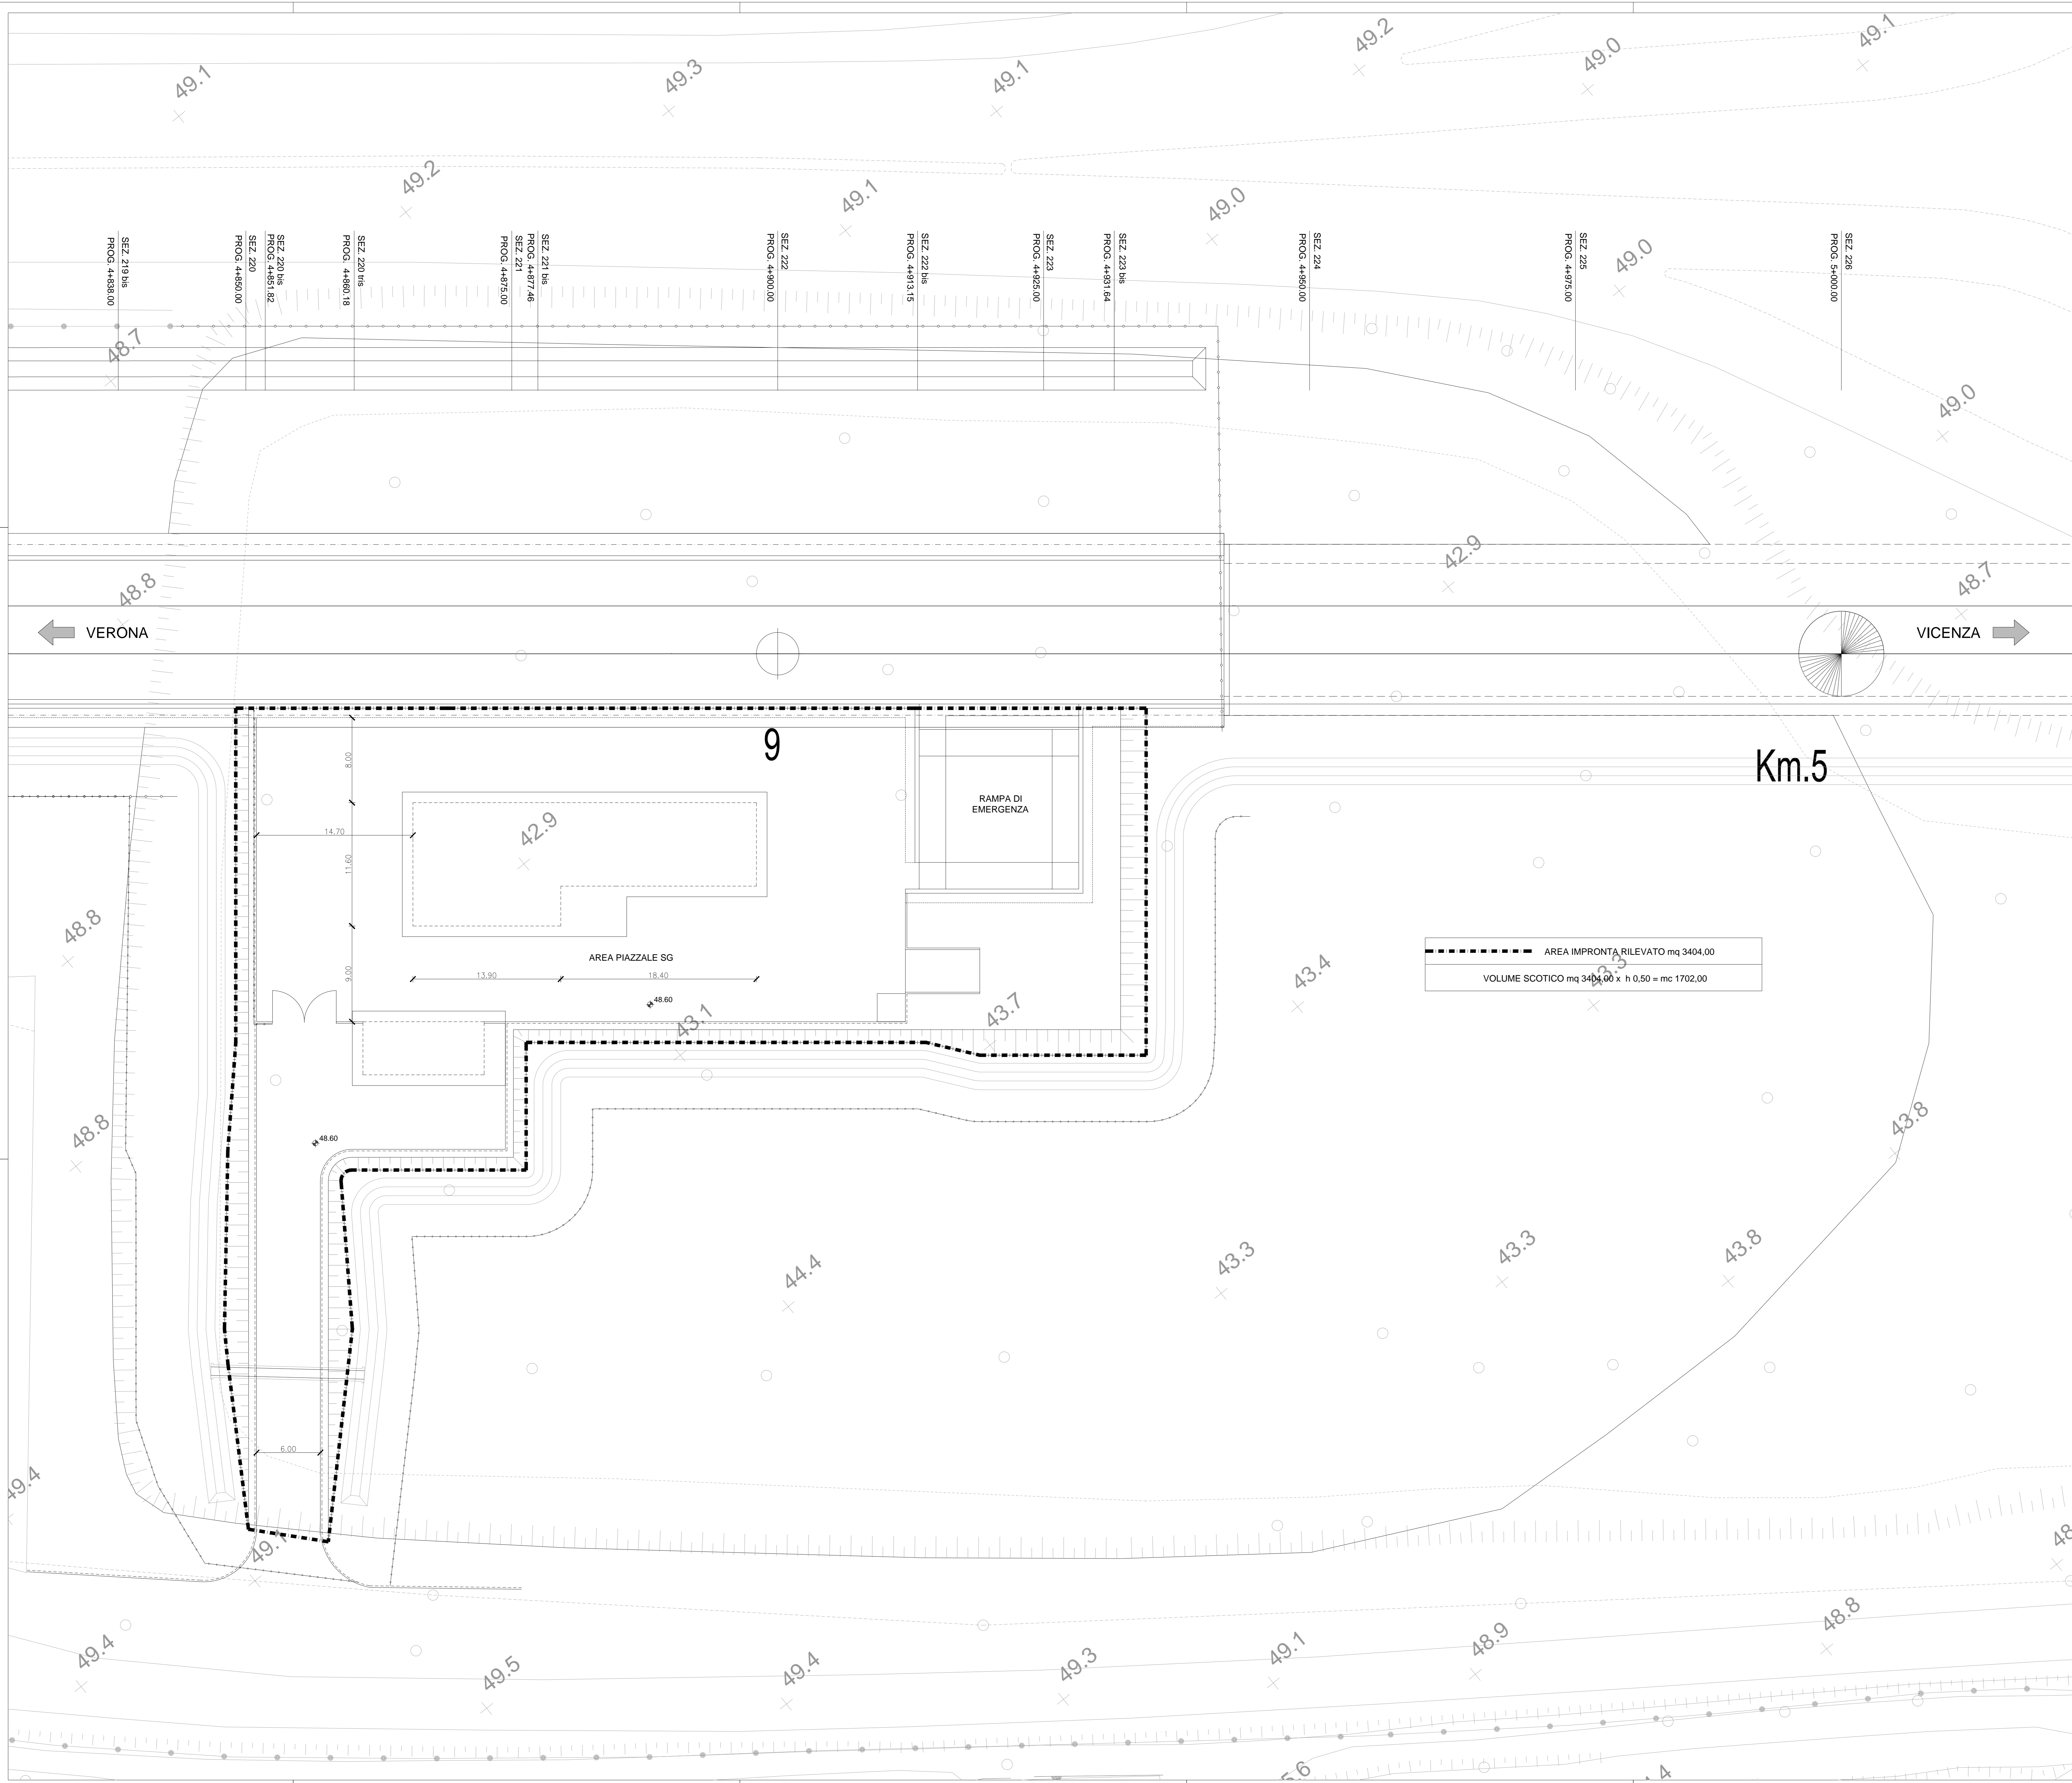 49.1
49.3
49.1
49.2
49.0
49.1
49.2
49.1
49.0
49.0
SEZ. 219 bis
PROG. 4+838.00
SEZ. 220
PROG. 4+850.00
SEZ. 220 bis
PROG. 4+851.82
SEZ. 220 tris
PROG. 4+860.18
SEZ. 221
PROG. 4+875.00
SEZ. 221 bis
PROG. 4+877.46
SEZ. 222
PROG. 4+900.00
SEZ. 222 bis
PROG. 4+913.15
SEZ. 223
PROG. 4+925.00
SEZ. 223 bis
PROG. 4+931.64
SEZ. 224
PROG. 4+950.00
SEZ. 225
PROG. 4+975.00
SEZ. 226
PROG. 5+000.00
48.7
49.0
42.9
48.8
48.7
VERONA
VICENZA
9
Km.5
8.00
RAMPA DI
EMERGENZA
14.70
42.9
11.60
48.8
AREA PIAZZALE SG
AREA IMPRONTA RILEVATO mq 3404,00
43.4
43.3
VOLUME SCOTICO mq 3404,00 x h 0,50 = mc 1702,00
9.00
13.90
18.40
48.60
43.1
43.7
48.8
48.60
43.8
44.4
43.3
43.3
43.8
6.00
49.4
49.1
49.4
49.5
49.4
49.3
49.1
48.9
48.8